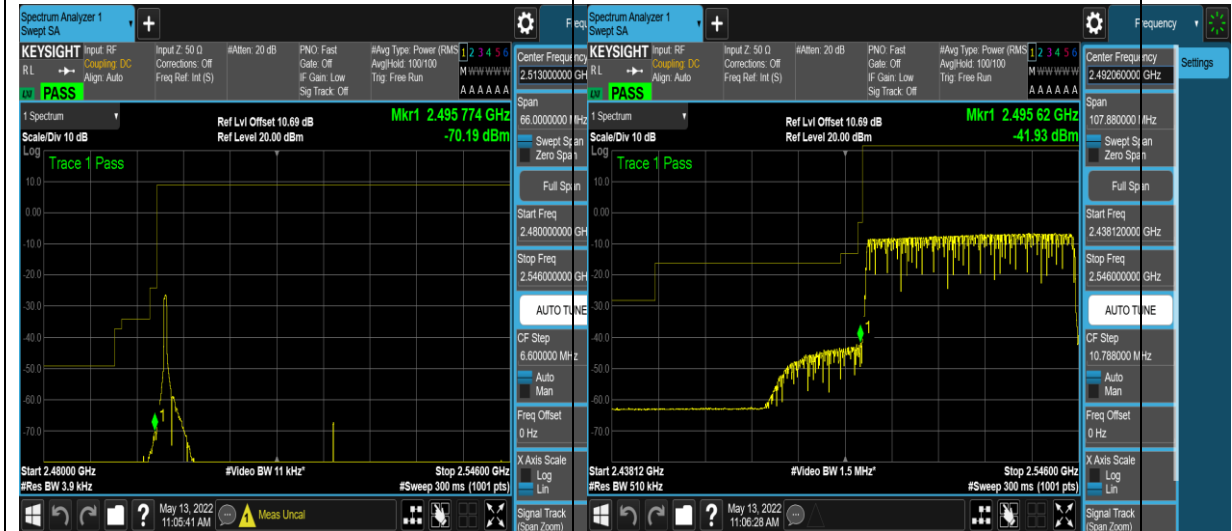 Spectrum Analyzer 1
Swept SA
Frequ
KEYSIGHT
Input: RF
Coupling: DC
Align: Auto
Input Z: 50 Ω
Corrections: Off
Freq Ref: Int (S)
#Atten: 20 dB
PNO: Fast
Gate: Off
IF Gain: Low
Sig Track: Off
#Avg Type: Power (RMS
Avg|Hold: 100/100
Trig: Free Run
1 2 3 4 5 6
M W W W W W
A A A A A A
RL
PASS
Center Frequency
2.513000000 GHz
Span
66.0000000 MHz
Swept Span
Zero Span
Full Span
Start Freq
2.480000000 GH
Stop Freq
2.546000000 GH
AUTO TUNE
CF Step
6.600000 MHz
Auto
Man
Freq Offset
0 Hz
X Axis Scale
Log
Lin
Signal Track
(Span Zoom)
1 Spectrum
Scale/Div 10 dB
Ref Lvl Offset 10.69 dB
Ref Level 20.00 dBm
Mkr1 2.495 774 GHz
-70.19 dBm
Log
Trace 1 Pass
10.0
0.00
-10.0
-20.0
-30.0
-40.0
-50.0
-60.0
-70.0
1
Start 2.48000 GHz
#Video BW 11 kHz*
Stop 2.54600 GHz
#Res BW 3.9 kHz
#Sweep 300 ms (1001 pts)
?
May 13, 2022
11:05:41 AM
Meas Uncal
Spectrum Analyzer 1
Swept SA
Frequency
KEYSIGHT
Input: RF
Coupling: DC
Align: Auto
Input Z: 50 Ω
Corrections: Off
Freq Ref: Int (S)
#Atten: 20 dB
PNO: Fast
Gate: Off
IF Gain: Low
Sig Track: Off
#Avg Type: Power (RMS
Avg|Hold: 100/100
Trig: Free Run
1 2 3 4 5 6
M W W W W W
A A A A A A
RL
PASS
Center Frequency
2.492060000 GHz
Settings
Span
107.880000 MHz
Swept Span
Zero Span
Full Span
Start Freq
2.438120000 GHz
Stop Freq
2.546000000 GHz
AUTO TUNE
CF Step
10.788000 MHz
Auto
Man
Freq Offset
0 Hz
X Axis Scale
Log
Lin
Signal Track
(Span Zoom)
1 Spectrum
Scale/Div 10 dB
Ref Lvl Offset 10.69 dB
Ref Level 20.00 dBm
Mkr1 2.495 62 GHz
-41.93 dBm
Log
Trace 1 Pass
10.0
0.00
-10.0
-20.0
-30.0
-40.0
-50.0
-60.0
-70.0
1
Start 2.43812 GHz
#Video BW 1.5 MHz*
Stop 2.54600 GHz
#Res BW 510 kHz
#Sweep 300 ms (1001 pts)
?
May 13, 2022
11:06:28 AM